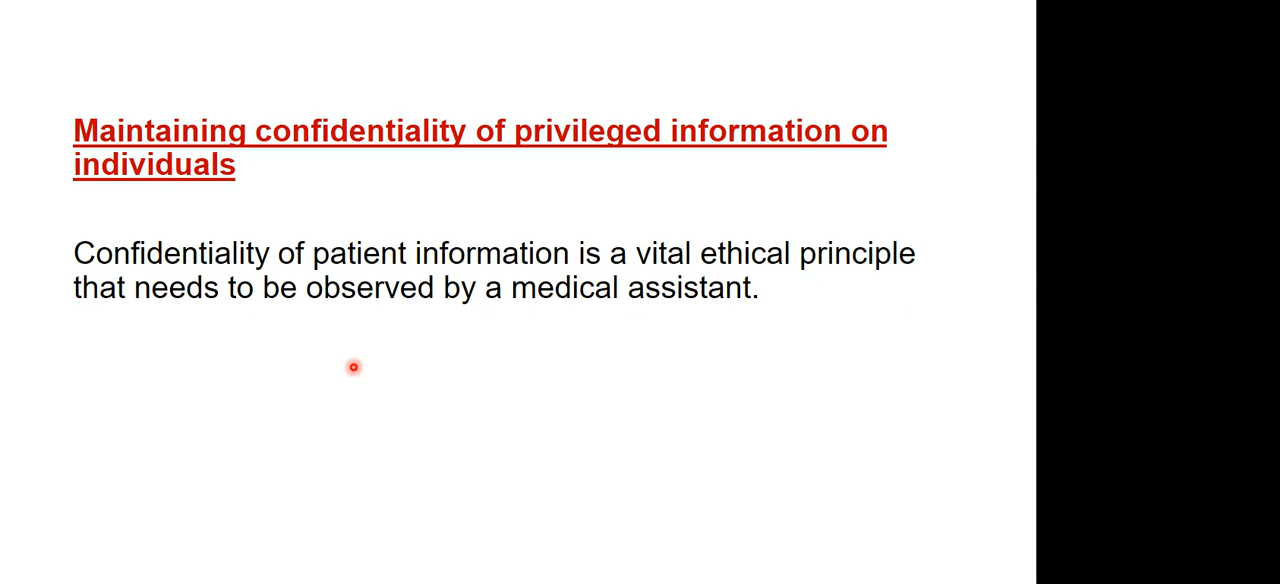 Maintaining confidentiality of privileged information on
individuals
Confidentiality of patient information is a vital ethical principle
that needs to be observed by a medical assistant.